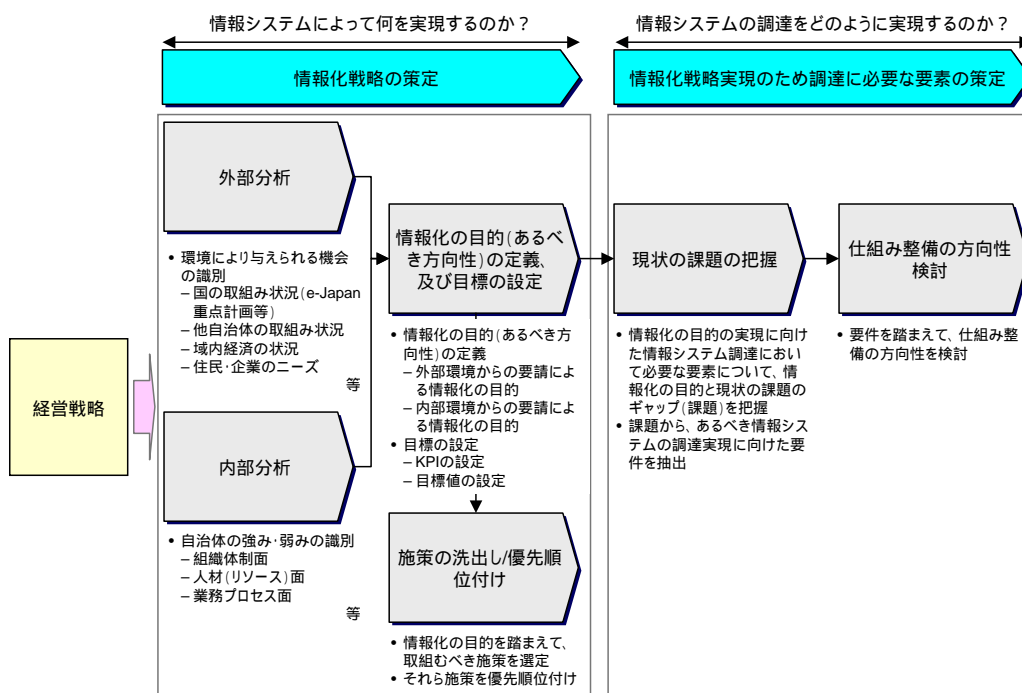 情報システムによって何を実現するのか？
情報システムの調達をどのように実現するのか？
情報化戦略の策定
情報化戦略実現のため調達に必要な要素の策定
経営戦略
外部分析
• 環境により与えられる機会
の識別
– 国の取組み状況(e-Japan
重点計画等)
– 他自治体の取組み状況
– 域内経済の状況
– 住民・企業のニーズ
等
内部分析
• 自治体の強み・弱みの識別
– 組織体制面
– 人材(リソース)面
– 業務プロセス面
等
情報化の目的(あるべ
き方向性)の定義、
及び目標の設定
• 情報化の目的(あるべき方
向性)の定義
– 外部環境からの要請によ
る情報化の目的
– 内部環境からの要請によ
る情報化の目的
• 目標の設定
– KPIの設定
– 目標値の設定
施策の洗出し/優先順
位付け
• 情報化の目的を踏まえて、
取組むべき施策を選定
• それら施策を優先順位付け
現状の課題の把握
• 情報化の目的の実現に向け
た情報システム調達におい
て必要な要素について、情
報化の目的と現状の課題の
ギャップ(課題)を把握
• 課題から、あるべき情報シス
テムの調達実現に向けた要
件を抽出
仕組み整備の方向性
検討
• 要件を踏まえて、仕組み整
備の方向性を検討